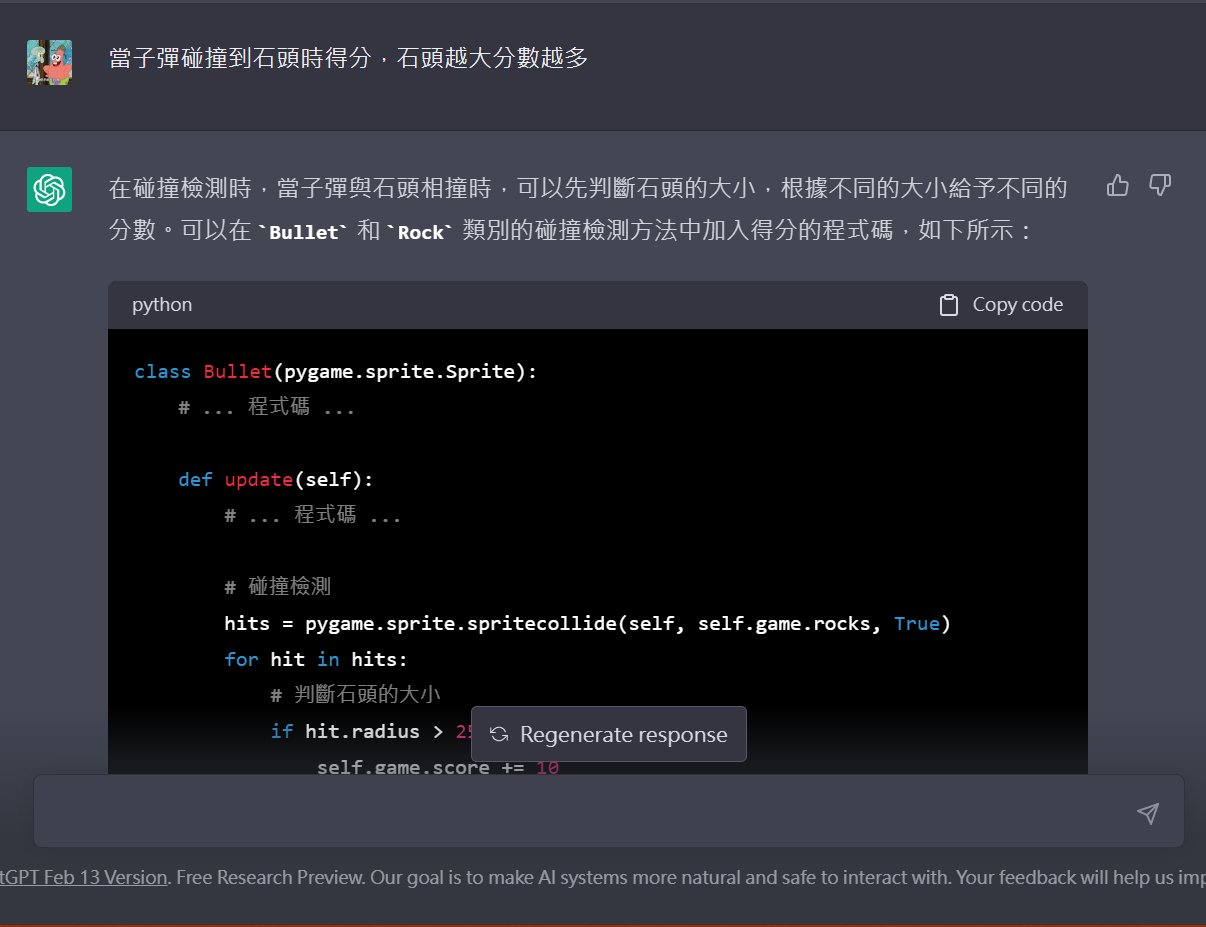 當子彈碰撞到石頭時得分，石頭越大分數越多
在碰撞檢測時，當子彈與石頭相撞時，可以先判斷石頭的大小，根據不同的大小給予不同的
分數。可以在 `Bullet` 和 `Rock` 類別的碰撞檢測方法中加入得分的程式碼，如下所示：
python
Copy code
class Bullet(pygame.sprite.Sprite):
# ... 程式碼 ...
def update(self):
# ... 程式碼 ...
# 碰撞檢測
hits = pygame.sprite.spritecollide(self, self.game.rocks, True)
for hit in hits:
# 判斷石頭的大小
if hit.radius > 
Regenerate response
self.game.score += 10
tGPT Feb 13 Version. Free Research Preview. Our goal is to make AI systems more natural and safe to interact with. Your feedback will help us